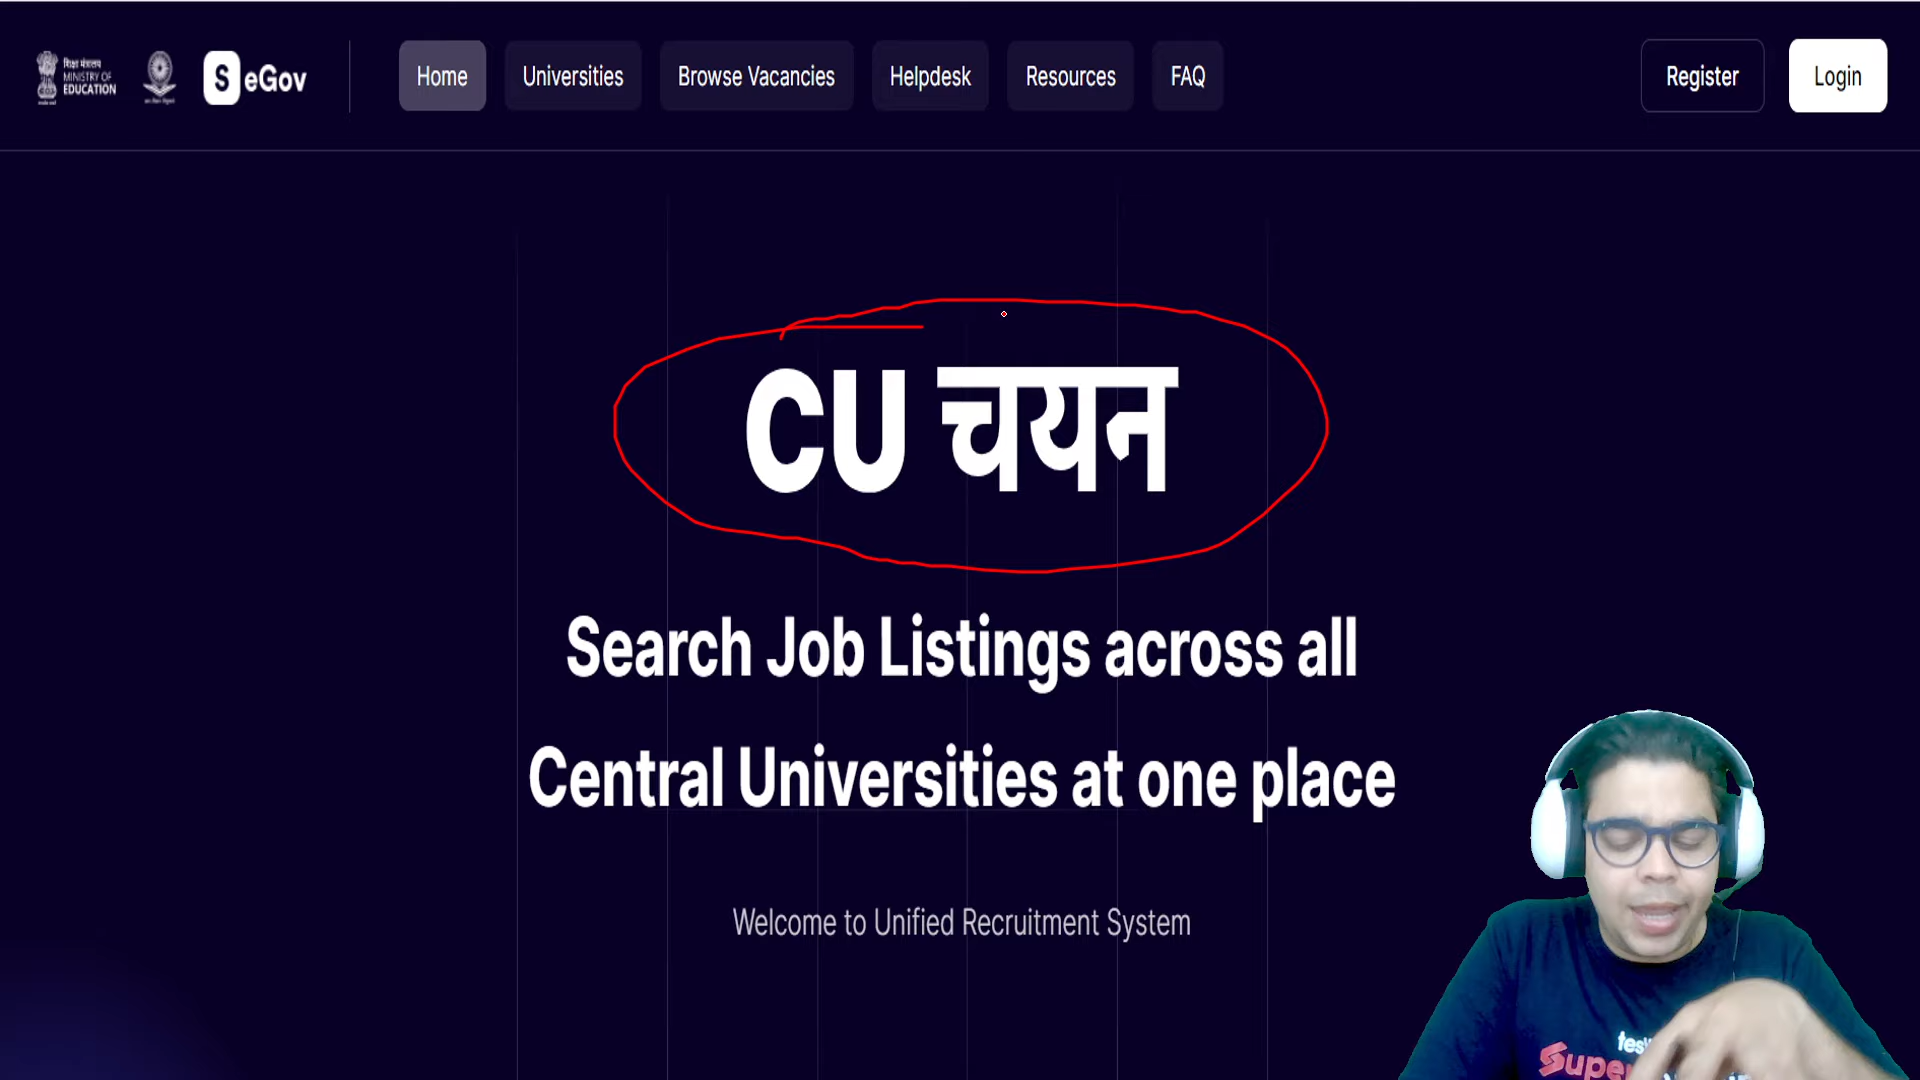 शिक्षा मंत्रालय
MINISTRY OF
EDUCATION
S eGov
Home
Universities
Browse Vacancies
Helpdesk
Resources
FAQ
Register
Login
CU चयन
Search Job Listings across all
Central Universities at one place
Welcome to Unified Recruitment System